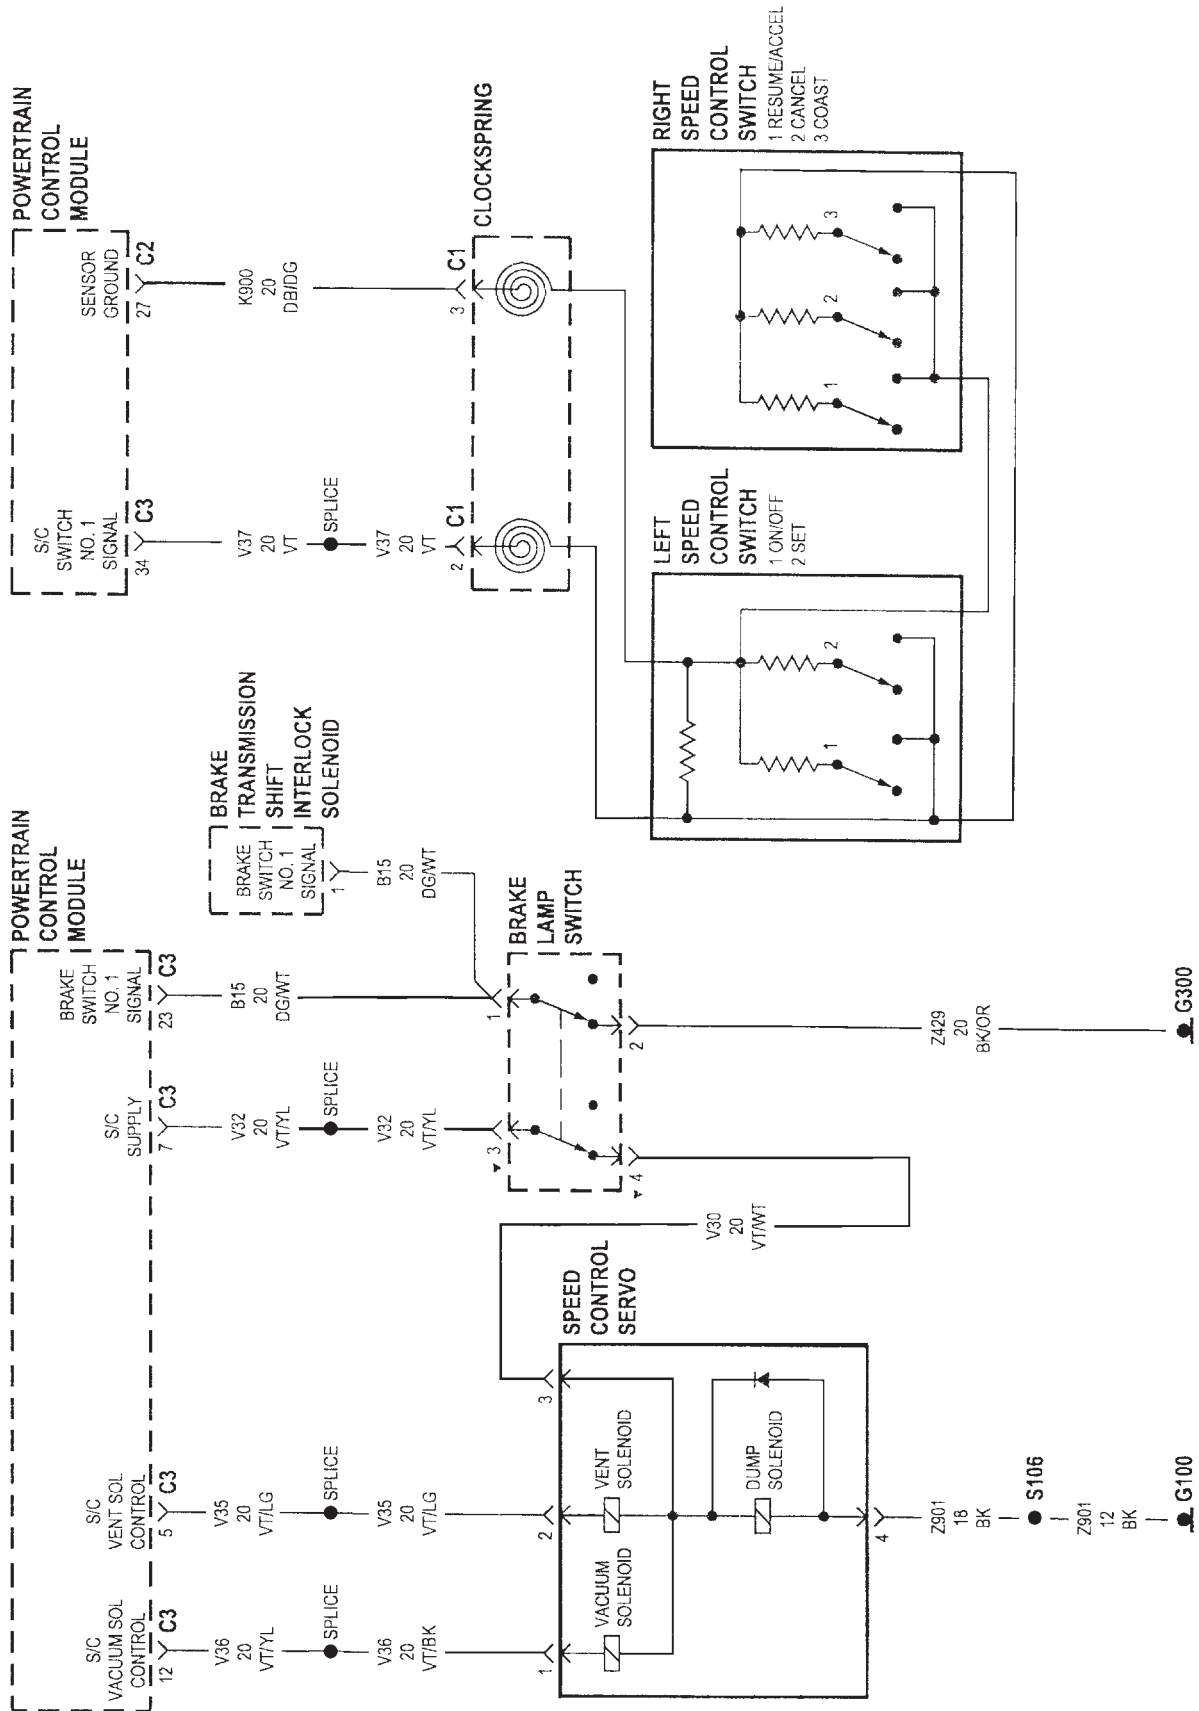 POWERTRAIN
CONTROL
MODULE
S/C
VACUUM SOL
CONTROL
12
C3
V36
20
VT/YL
SPLICE
V36
20
VT/BK
1
S/C
VENT SOL
CONTROL
5
C3
V35
20
VT/LG
SPLICE
V35
20
VT/LG
2
S/C
SUPPLY
7
C3
V32
20
VT/YL
SPLICE
V32
20
VT/YL
3
BRAKE
SWITCH
NO. 1
SIGNAL
23
C3
B15
20
DG/WT
1
BRAKE
TRANSMISSION
SHIFT
INTERLOCK
SOLENOID
BRAKE
SWITCH
NO. 1
SIGNAL
1
B15
20
DG/WT
BRAKE
LAMP
SWITCH
4
2
V30
20
VT/WT
Z429
20
BK/OR
G300
SPEED
CONTROL
SERVO
3
VACUUM
SOLENOID
VENT
SOLENOID
DUMP
SOLENOID
4
Z901
18
BK
S106
Z901
12
BK
G100
POWERTRAIN
CONTROL
MODULE
S/C
SWITCH
NO. 1
SIGNAL
34
C3
V37
20
VT
SPLICE
V37
20
VT
2
C1
SENSOR
GROUND
27
C2
K900
20
DB/DG
3
C1
CLOCKSPRING
LEFT
SPEED
CONTROL
SWITCH
1 ON/OFF
2 SET
1
2
RIGHT
SPEED
CONTROL
SWITCH
1 RESUME/ACCEL
2 CANCEL
3 COAST
1
2
3